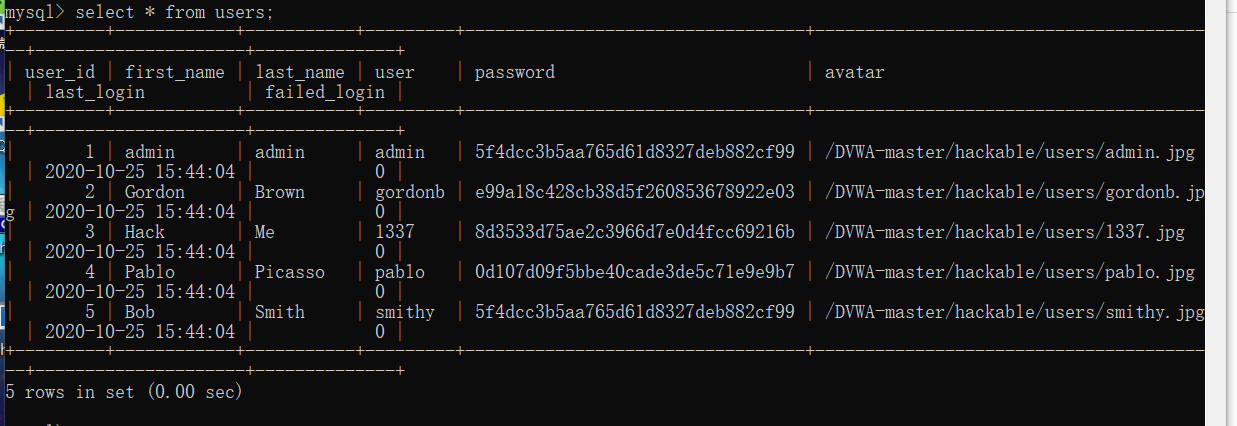 mysql> select * from users;
+---------+------------+-----------+---------+----------------------------------+---------------------------------------
--+---------------------+--------------+
| user_id | first_name | last_name | user    | password                         | avatar
  | last_login          | failed_login |
+---------+------------+-----------+---------+----------------------------------+---------------------------------------
--+---------------------+--------------+
|       1 | admin      | admin     | admin   | 5f4dcc3b5aa765d61d8327deb882cf99 | /DVWA-master/hackable/users/admin.jpg
  | 2020-10-25 15:44:04 |            0 |
|       2 | Gordon     | Brown     | gordonb | e99a18c428cb38d5f260853678922e03 | /DVWA-master/hackable/users/gordonb.jp
g | 2020-10-25 15:44:04 |            0 |
|       3 | Hack       | Me        | 1337    | 8d3533d75ae2c3966d7e0d4fcc69216b | /DVWA-master/hackable/users/1337.jpg
  | 2020-10-25 15:44:04 |            0 |
|       4 | Pablo      | Picasso   | pablo   | 0d107d09f5bbe40cade3de5c71e9e9b7 | /DVWA-master/hackable/users/pablo.jpg
  | 2020-10-25 15:44:04 |            0 |
|       5 | Bob        | Smith     | smithy  | 5f4dcc3b5aa765d61d8327deb882cf99 | /DVWA-master/hackable/users/smithy.jpg
  | 2020-10-25 15:44:04 |            0 |
+---------+------------+-----------+---------+----------------------------------+---------------------------------------
--+---------------------+--------------+
5 rows in set (0.00 sec)